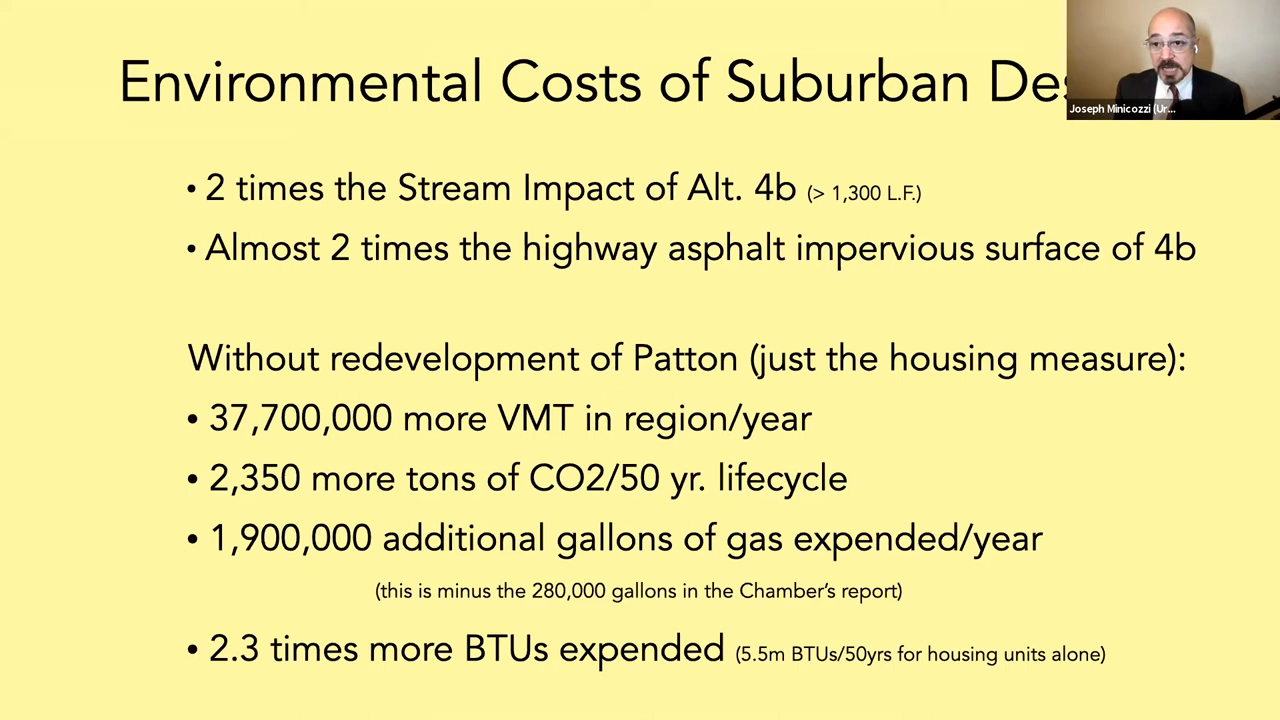 Environmental Costs of Suburban Des
Joseph Minicozzi (Ur...
• 2 times the Stream Impact of Alt. 4b (> 1,300 L.F.)
• Almost 2 times the highway asphalt impervious surface of 4b
Without redevelopment of Patton (just the housing measure):
• 37,700,000 more VMT in region/year
• 2,350 more tons of CO2/50 yr. lifecycle
• 1,900,000 additional gallons of gas expended/year
(this is minus the 280,000 gallons in the Chamber’s report)
• 2.3 times more BTUs expended (5.5m BTUs/50yrs for housing units alone)